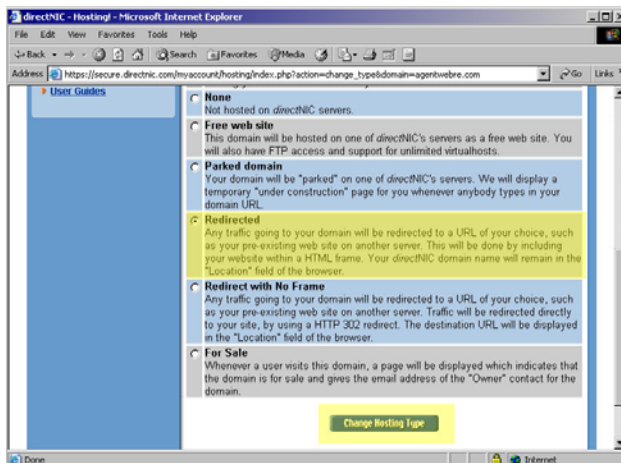 directNIC - Hosting! - Microsoft Internet Explorer
File Edit View Favorites Tools Help
Back Search Favorites Media
Address https://secure.directnic.com/myaccount/hosting/index.php?action=change_type&domain=agentwebre.com Go Links
User Guides
None
Not hosted on directNIC servers.
Free web site
This domain will be hosted on one of directNIC's servers as a free web site. You
will also have FTP access and support for unlimited virtualhosts.
Parked domain
Your domain will be "parked" on one of directNIC's servers. We will display a
temporary "under construction" page for you whenever anybody types in your
domain URL.
Redirected
Any traffic going to your domain will be redirected to a URL of your choice, such
as your pre-existing web site on another server. This will be done by including
your website within a HTML frame. Your directNIC domain name will remain in the
"Location" field of the browser.
Redirect with No Frame
Any traffic going to your domain will be redirected to a URL of your choice, such
as your pre-existing web site on another server. Traffic will be redirected directly
to your site, by using a HTTP 302 redirect. The destination URL will be displayed
in the "Location" field of the browser.
For Sale
Whenever a user visits this domain, a page will be displayed which indicates that
the domain is for sale and gives the email address of the "Owner" contact for the
domain.
Change Hosting Type
Done Internet